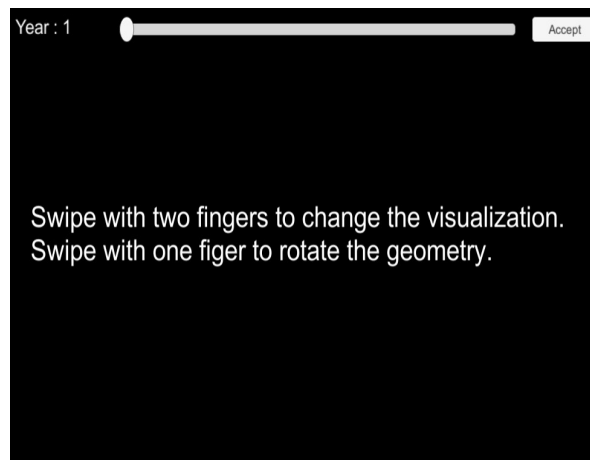 Year : 1
Accept
Swipe with two fingers to change the visualization.
Swipe with one figer to rotate the geometry.